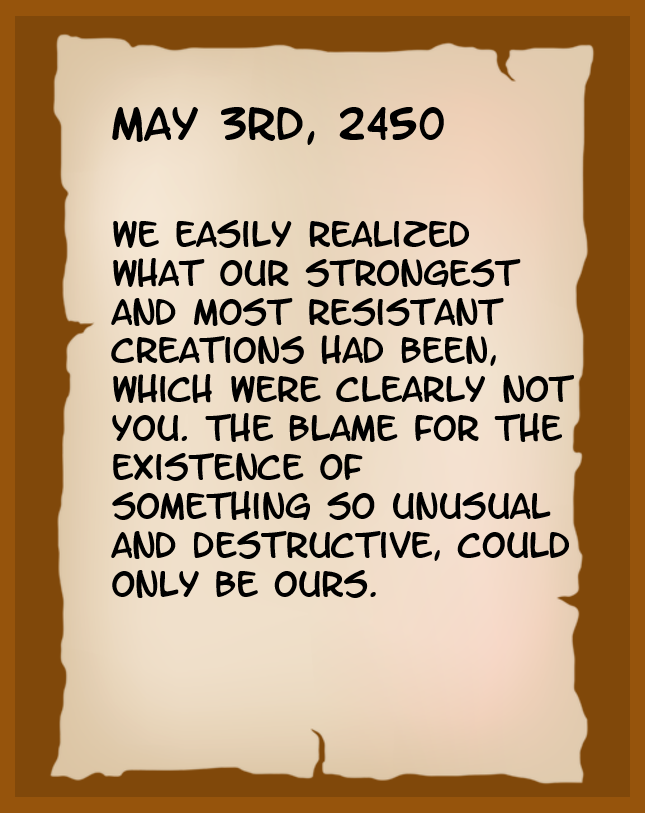 MAY 3RD, 2450
WE EASILY REALIZED
WHAT OUR STRONGEST
AND MOST RESISTANT
CREATIONS HAD BEEN,
WHICH WERE CLEARLY NOT
YOU. THE BLAME FOR THE
EXISTENCE OF
SOMETHING SO UNUSUAL
AND DESTRUCTIVE, COULD
ONLY BE OURS.